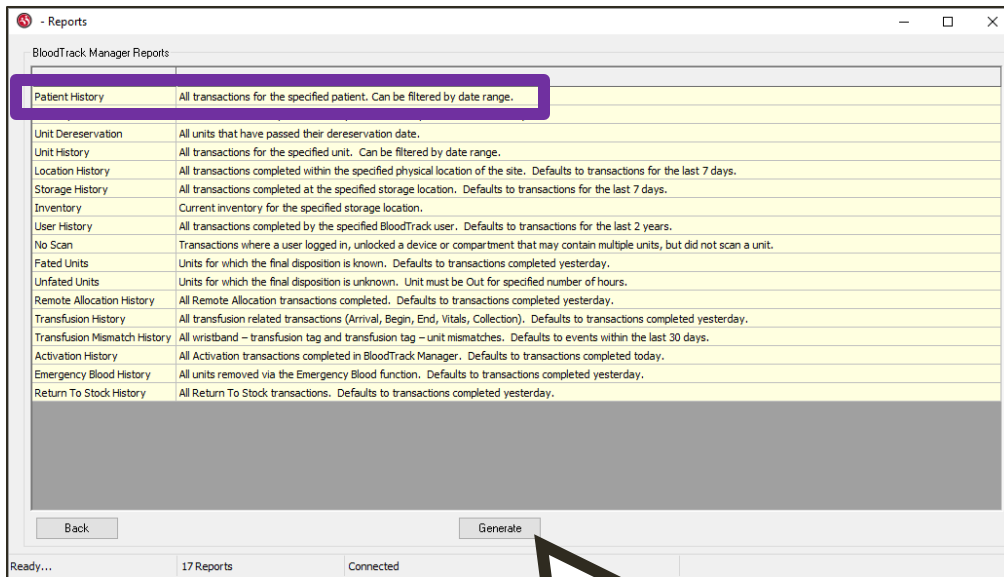 - Reports
BloodTrack Manager Reports
Patient History All transactions for the specified patient. Can be filtered by date range.
Unit Dereservation All units that have passed their dereservation date.
Unit History All transactions for the specified unit. Can be filtered by date range.
Location History All transactions completed within the specified physical location of the site. Defaults to transactions for the last 7 days.
Storage History All transactions completed at the specified storage location. Defaults to transactions for the last 7 days.
Inventory Current inventory for the specified storage location.
User History All transactions completed by the specified BloodTrack user. Defaults to transactions for the last 2 years.
No Scan Transactions where a user logged in, unlocked a device or compartment that may contain multiple units, but did not scan a unit.
Fated Units Units for which the final disposition is known. Defaults to transactions completed yesterday.
Unfated Units Units for which the final disposition is unknown. Unit must be Out for specified number of hours.
Remote Allocation History All Remote Allocation transactions completed. Defaults to transactions completed yesterday.
Transfusion History All transfusion related transactions (Arrival, Begin, End, Vitals, Collection). Defaults to transactions completed yesterday.
Transfusion Mismatch History All wristband – transfusion tag and transfusion tag – unit mismatches. Defaults to events within the last 30 days.
Activation History All Activation transactions completed in BloodTrack Manager. Defaults to transactions completed today.
Emergency Blood History All units removed via the Emergency Blood function. Defaults to transactions completed yesterday.
Return To Stock History All Return To Stock transactions. Defaults to transactions completed yesterday.
Back Generate
Ready... 17 Reports Connected